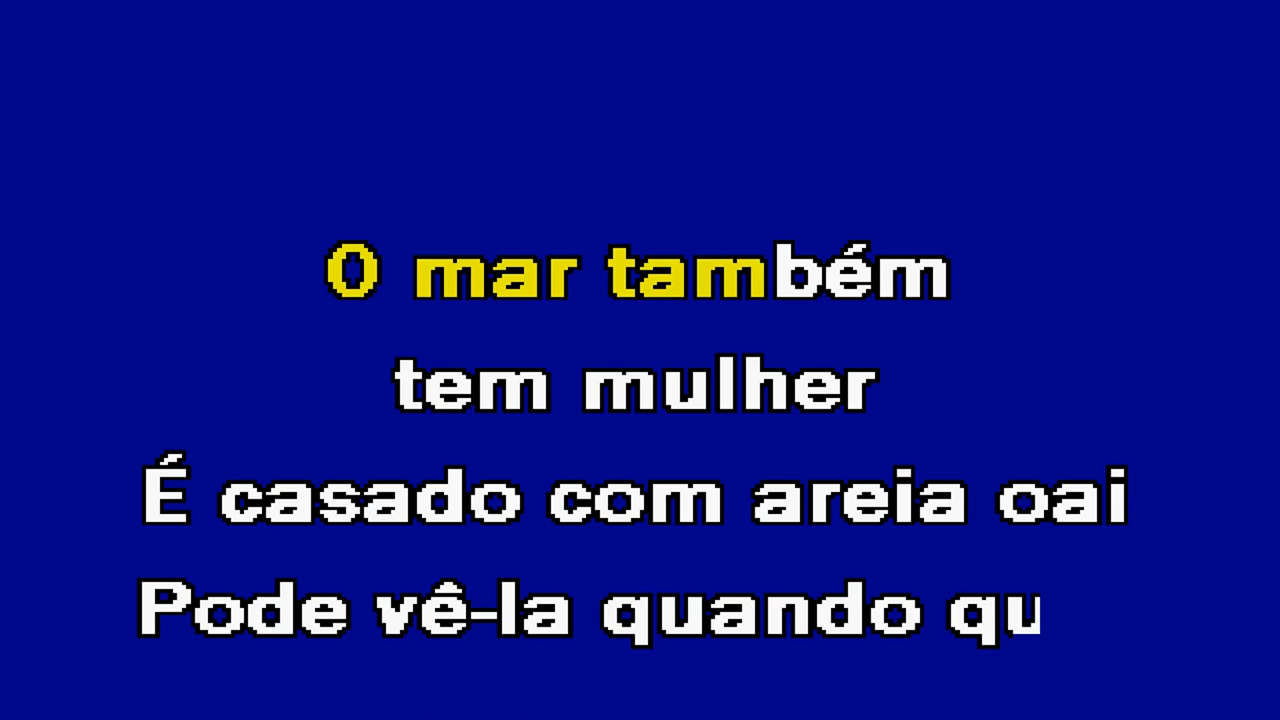 O mar também
tem mulher
É casado com areia oai
Pode vê-la quando qu